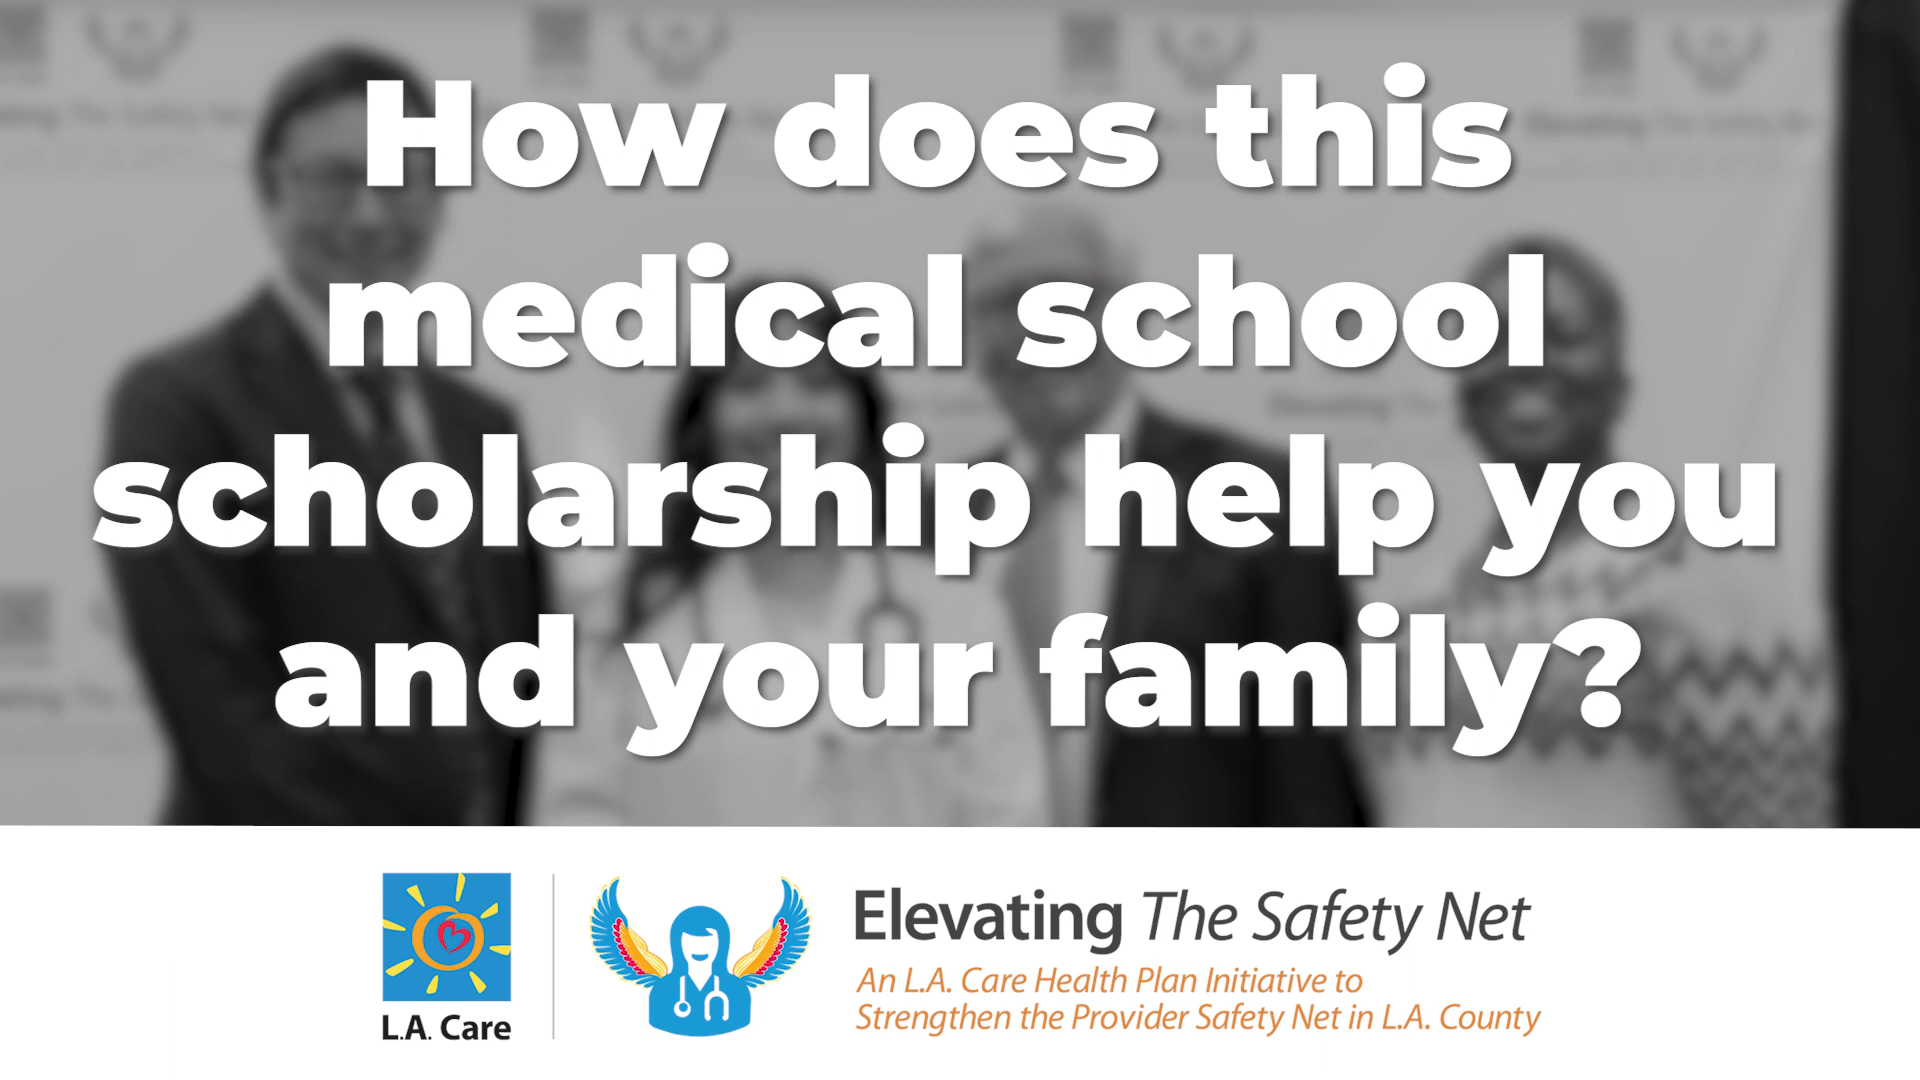 How does this
medical school
scholarship help you
and your family?
L.A. Care
Elevating The Safety Net
An L.A. Care Health Plan Initiative to
Strengthen the Provider Safety Net in L.A. County